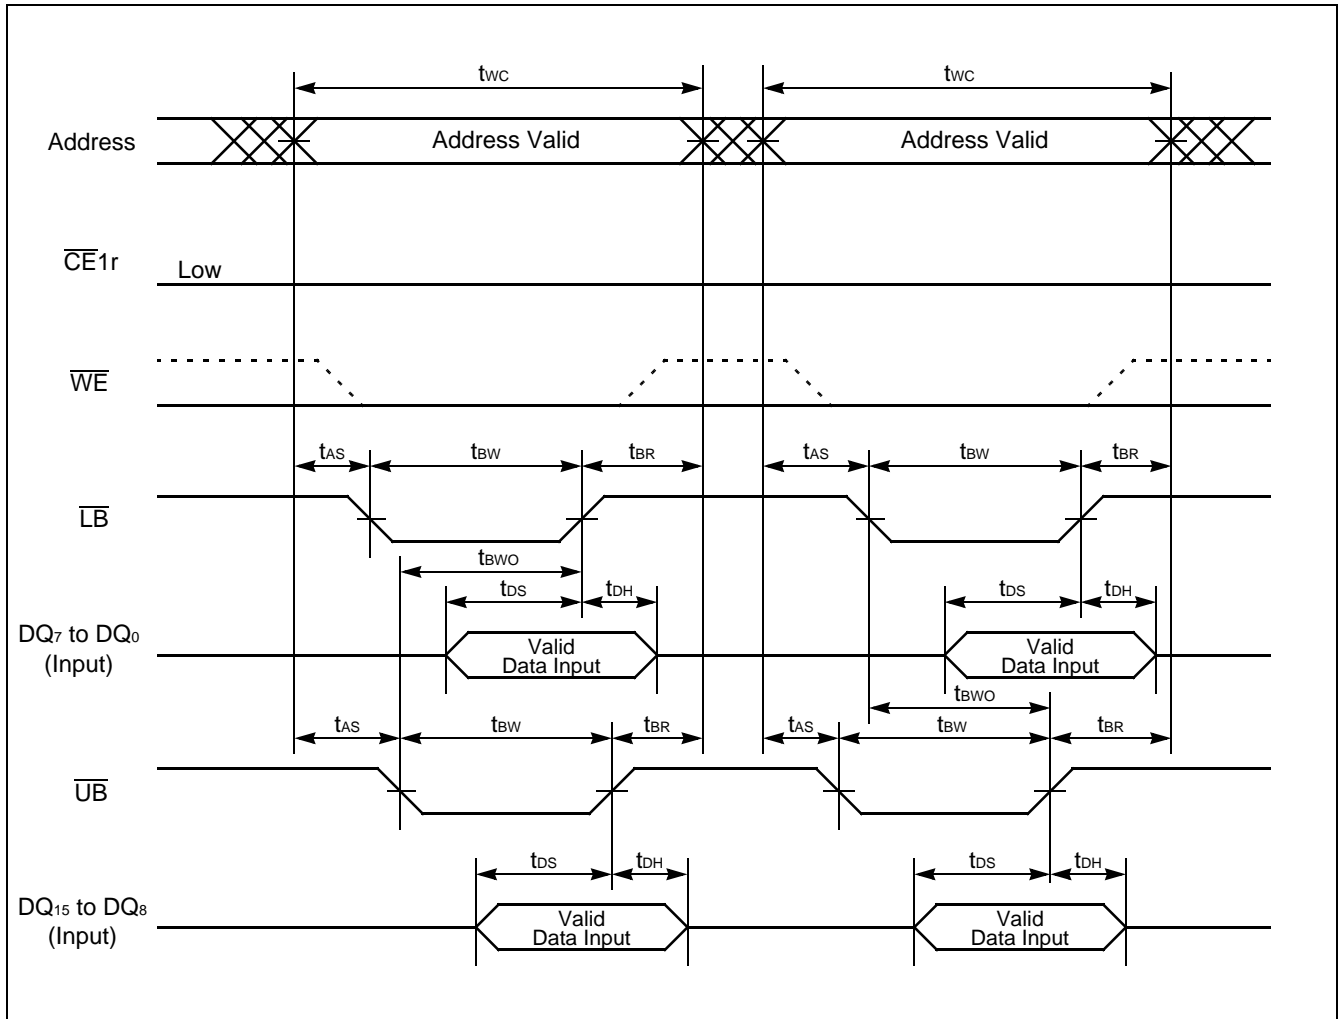 tWC tWC
Address Address Valid Address Valid
CE1r Low
WE
tAS tBW tBR tAS tBW tBR
LB
tBWO
tDS tDH tDS tDH
DQ7 to DQ0
(Input)
Valid
Data Input
Valid
Data Input
tBWO
tAS tBW tBR tAS tBW tBR
UB
tDS tDH tDS tDH
DQ15 to DQ8
(Input)
Valid
Data Input
Valid
Data Input